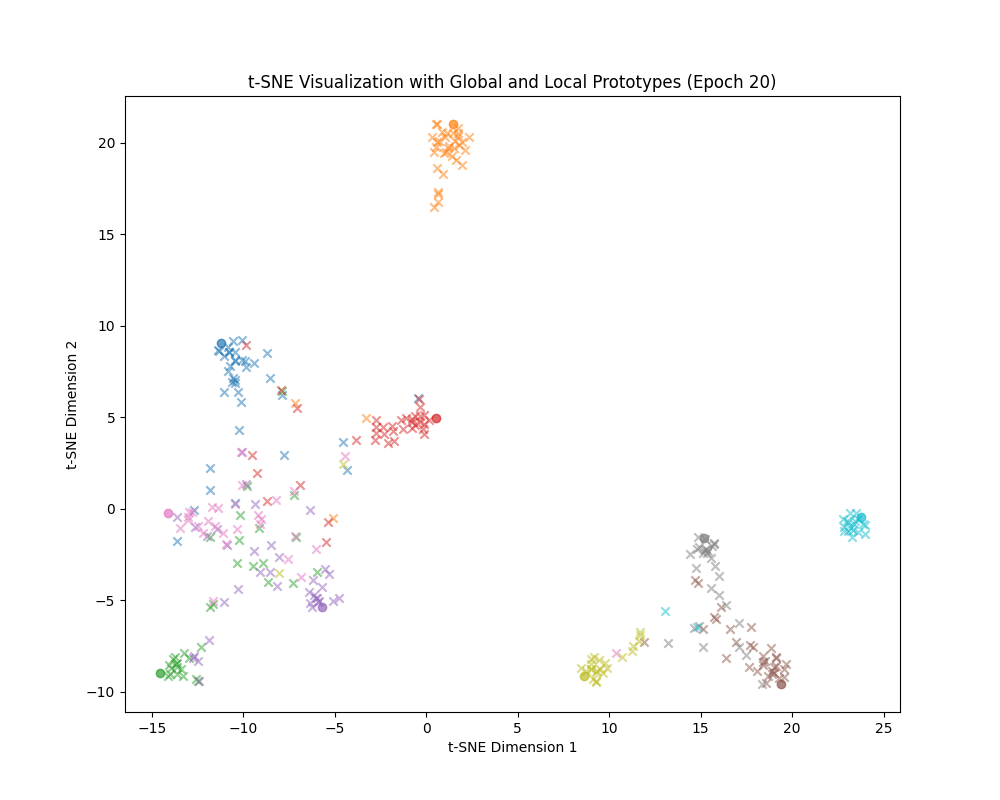 t-SNE Visualization with Global and Local Prototypes (Epoch 20)
20
15
10
5
0
−5
−10
t-SNE Dimension 2
−15 −10 −5 0 5 10 15 20 25
t-SNE Dimension 1